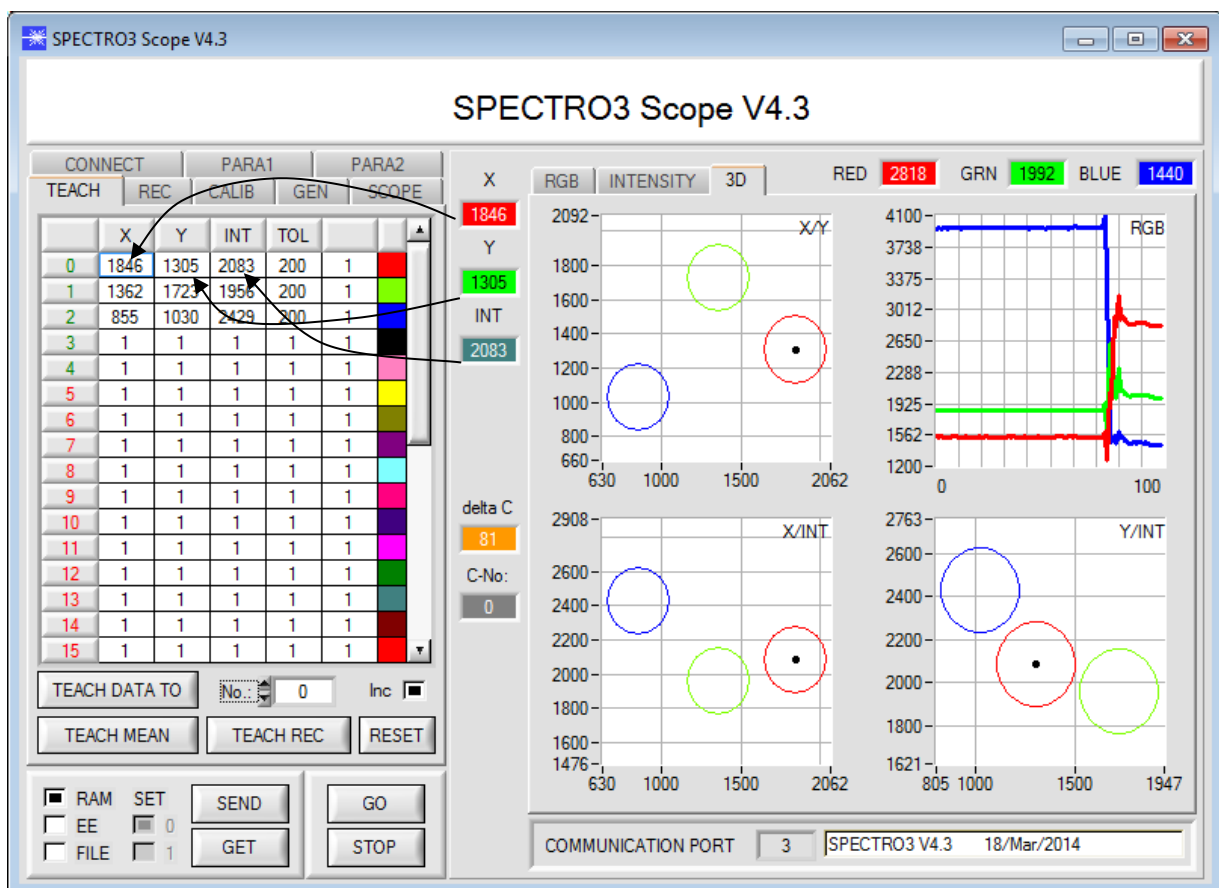 SPECTRO3 Scope V4.3
SPECTRO3 Scope V4.3
CONNECT PARA1 PARA2
TEACH REC CALIB GEN SCOPE
X Y INT TOL
0 1846 1305 2083 200 1
1 1362 1723 1956 200 1
2 855 1030 2429 200 1
3 1 1 1 1 1
4 1 1 1 1 1
5 1 1 1 1 1
6 1 1 1 1 1
7 1 1 1 1 1
8 1 1 1 1 1
9 1 1 1 1 1
10 1 1 1 1 1
11 1 1 1 1 1
12 1 1 1 1 1
13 1 1 1 1 1
14 1 1 1 1 1
15 1 1 1 1 1
TEACH DATA TO No.: 0 Inc
TEACH MEAN TEACH REC RESET
RAM SET SEND GO
EE 0
FILE 1 GET STOP
X
1846
Y
1305
INT
2083
delta C
81
C-No:
0
RGB INTENSITY 3D RED 2818 GRN 1992 BLUE 1440
X/Y
2092
1800
1600
1400
1200
1000
800
660
630 1000 1500 2062
RGB
4100
3738
3375
3012
2650
2288
1925
1562
1200
0 100
X/INT
2908
2600
2400
2200
2000
1800
1600
1476
630 1000 1500 2062
Y/INT
2763
2600
2400
2200
2000
1800
1621
805 1000 1500 1947
COMMUNICATION PORT 3 SPECTRO3 V4.3 18/Mar/2014